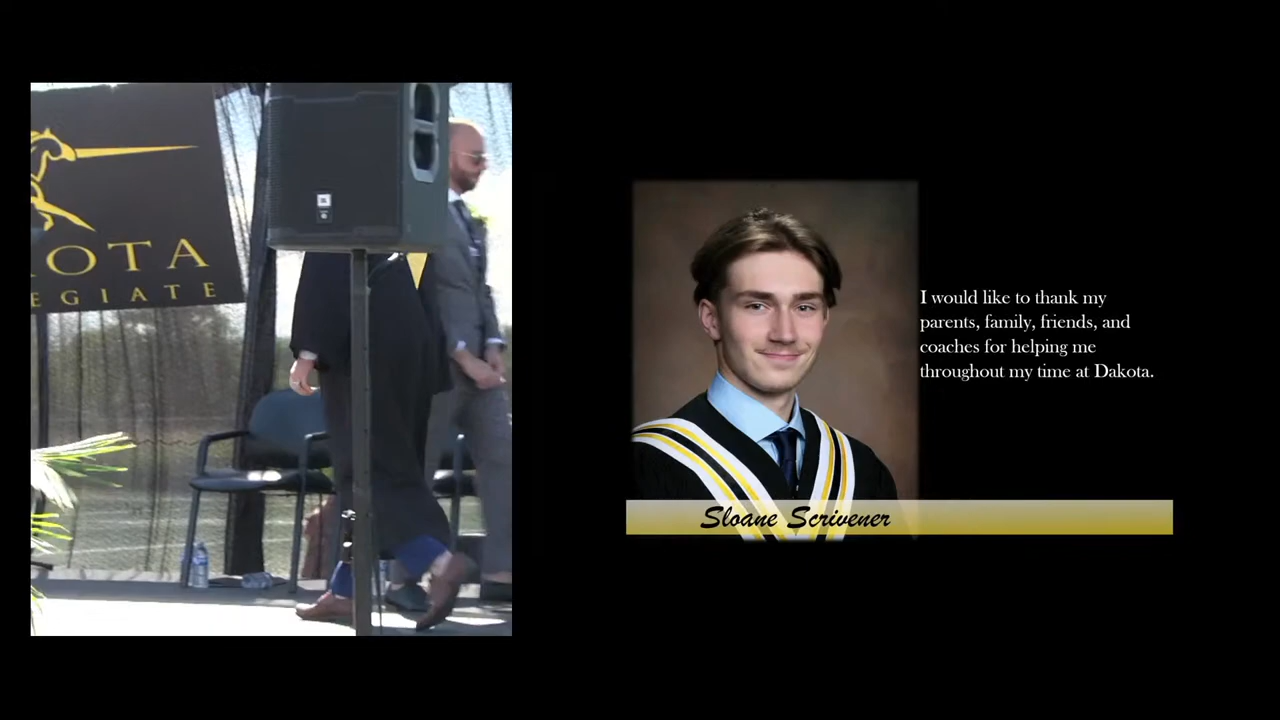 OTA
EGIATE
I would like to thank my
parents, family, friends, and
coaches for helping me
throughout my time at Dakota.
Sloane Scrivener